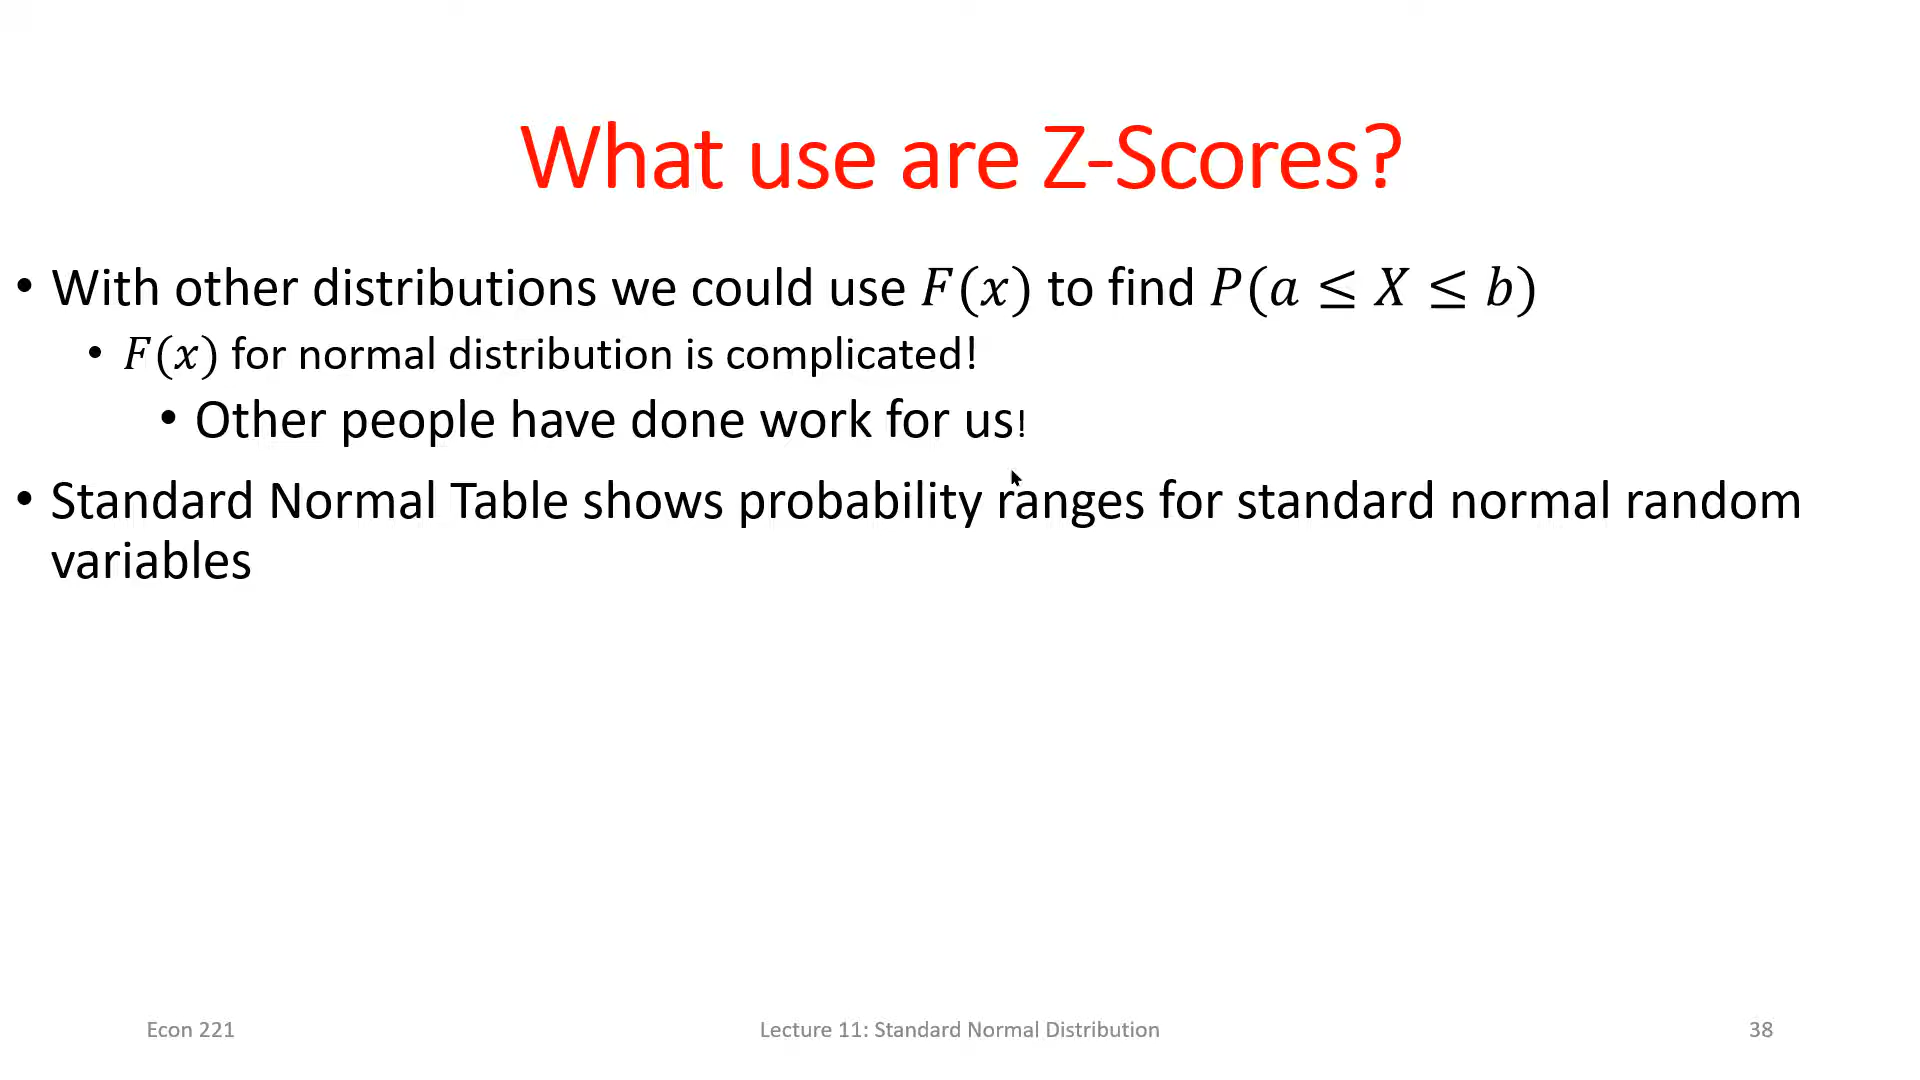 What use are Z-Scores?
• With other distributions we could use F(x) to find P(a ≤ X ≤ b)
• F(x) for normal distribution is complicated!
• Other people have done work for us!
• Standard Normal Table shows probability ranges for standard normal random
variables
Econ 221
Lecture 11: Standard Normal Distribution
38